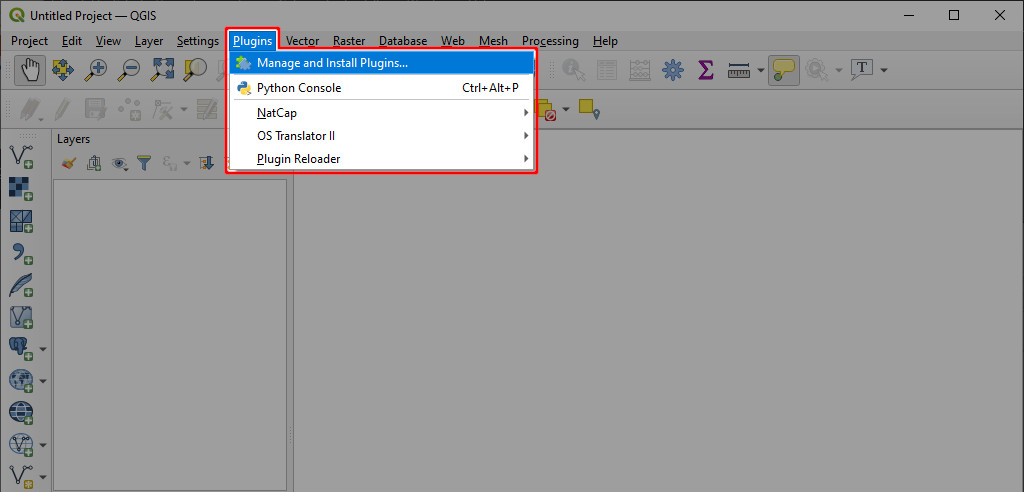 Untitled Project — QGIS
Project Edit View Layer Settings Plugins Vector Raster Database Web Mesh Processing Help
Manage and Install Plugins...
Python Console Ctrl+Alt+P
NatCap
OS Translator II
Plugin Reloader
Layers